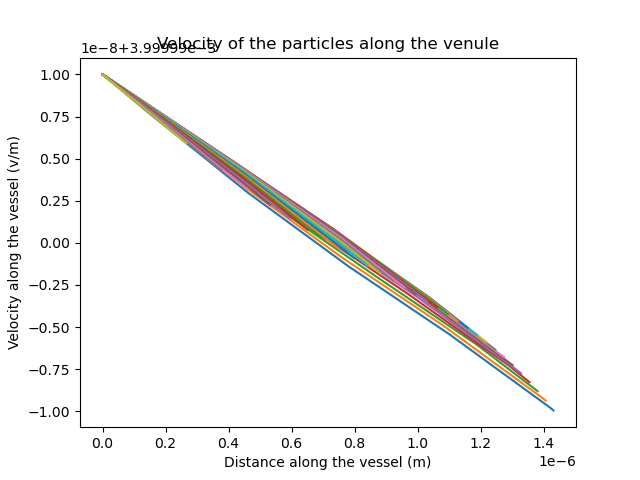 Velocity of the particles along the venule
1e−8+3.99999e−3
1.00
0.75
0.50
0.25
0.00
−0.25
−0.50
−0.75
−1.00
Velocity along the vessel (v/m)
0.0 0.2 0.4 0.6 0.8 1.0 1.2 1.4
1e−6
Distance along the vessel (m)